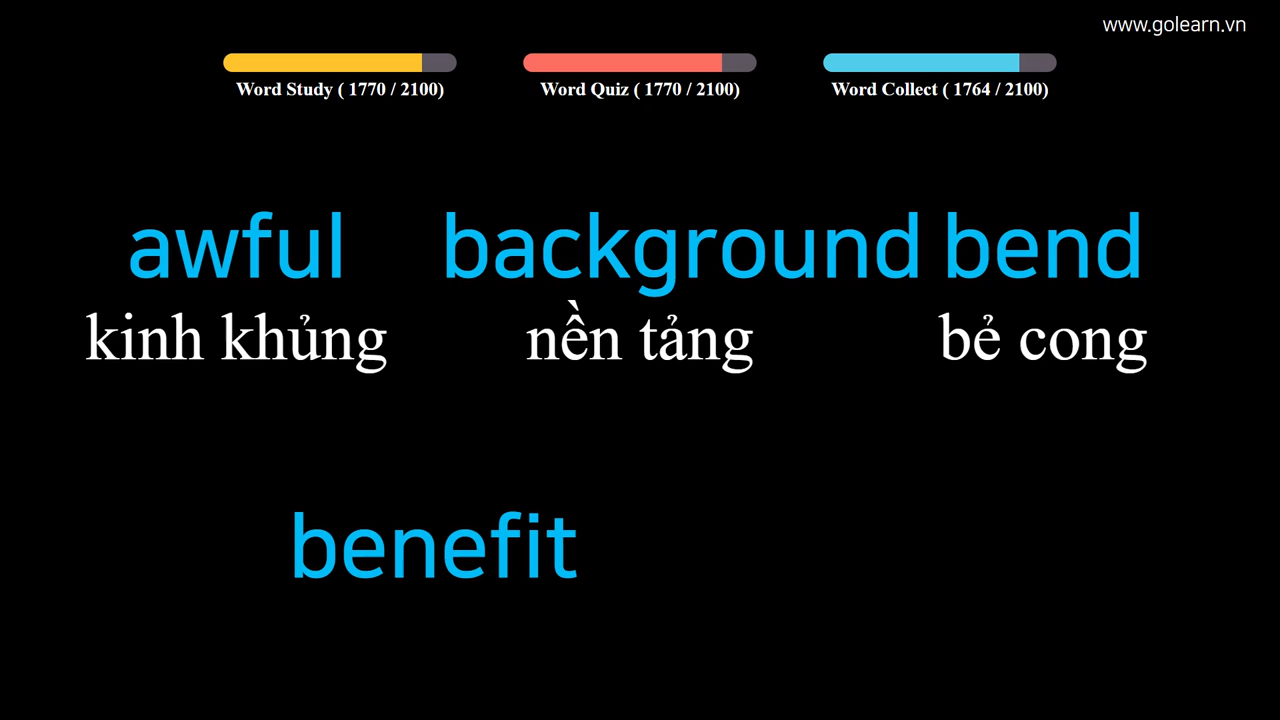 www.golearn.vn
Word Study ( 1770 / 2100)
Word Quiz ( 1770 / 2100)
Word Collect ( 1764 / 2100)
awful
background
bend
kinh khủng
nền tảng
bẻ cong
benefit